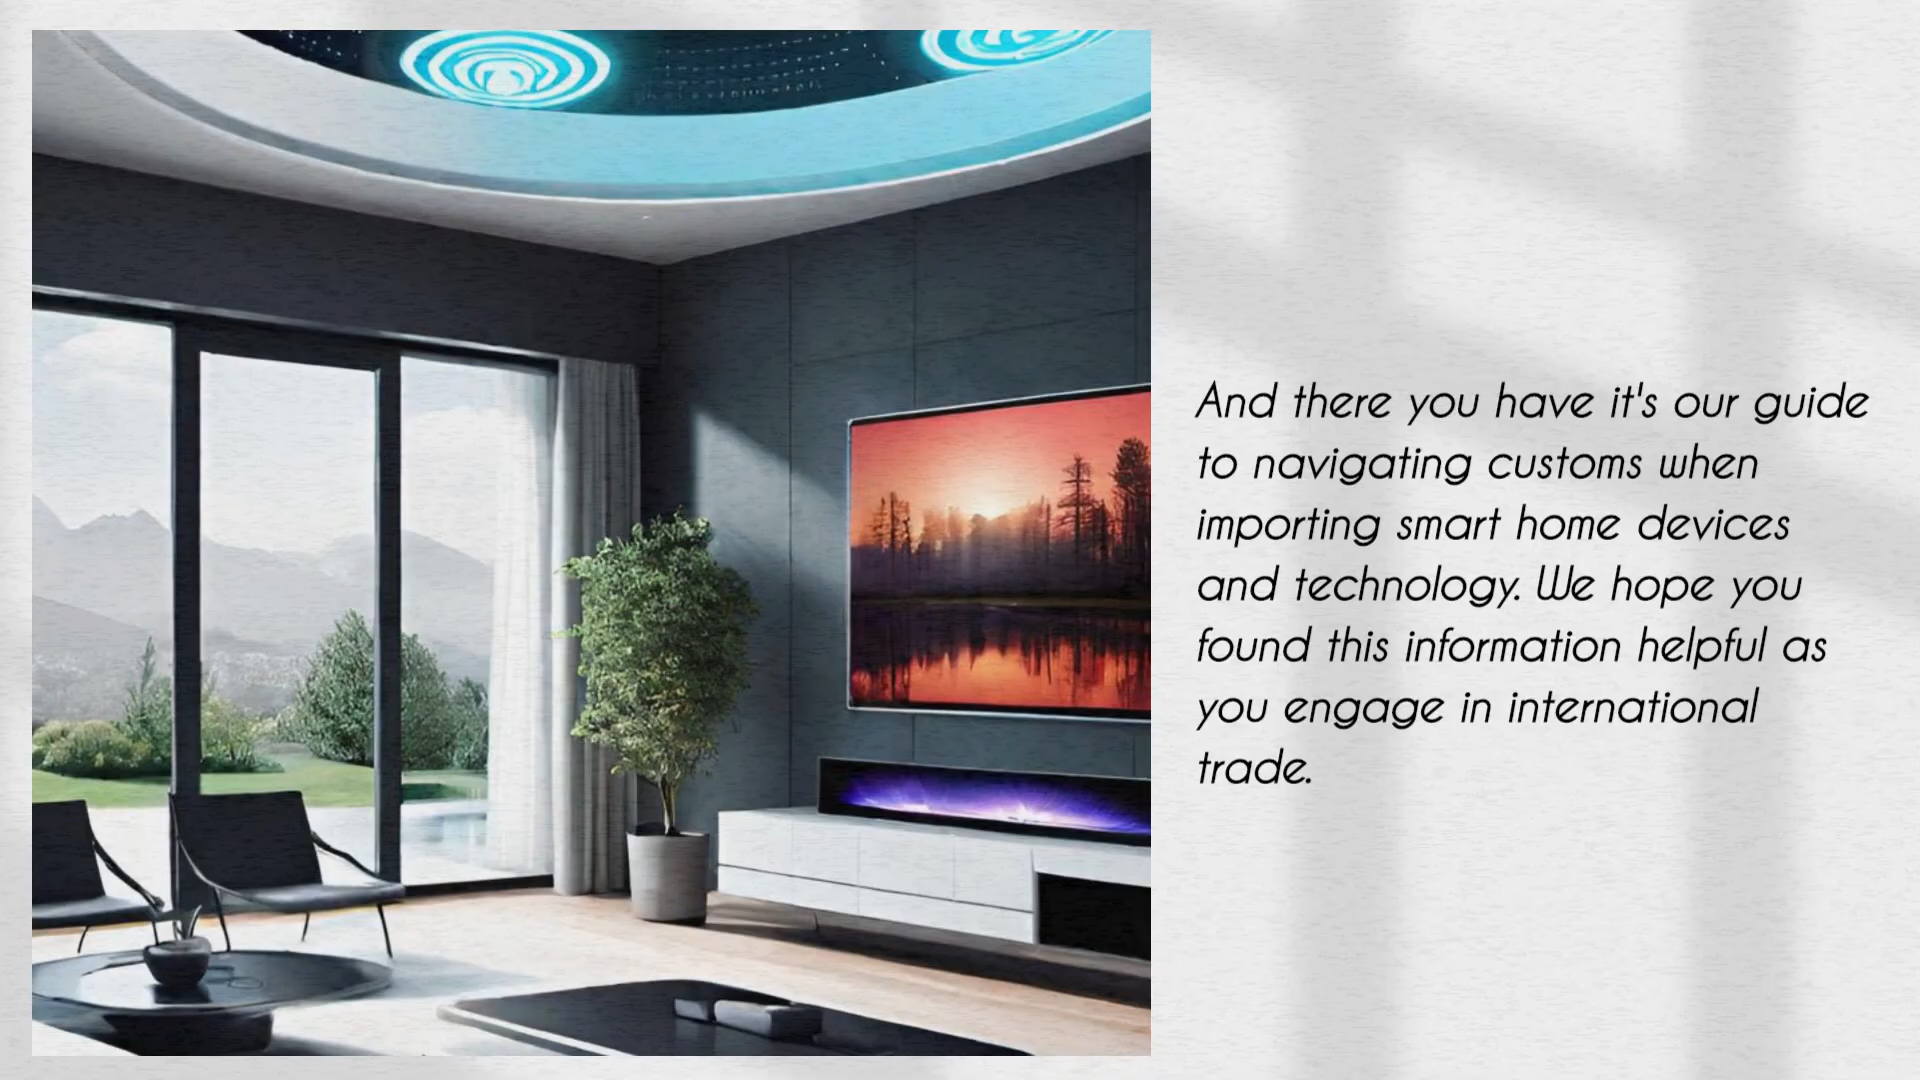 And there you have it's our guide
to navigating customs when
importing smart home devices
and technology. We hope you
found this information helpful as
you engage in international
trade.